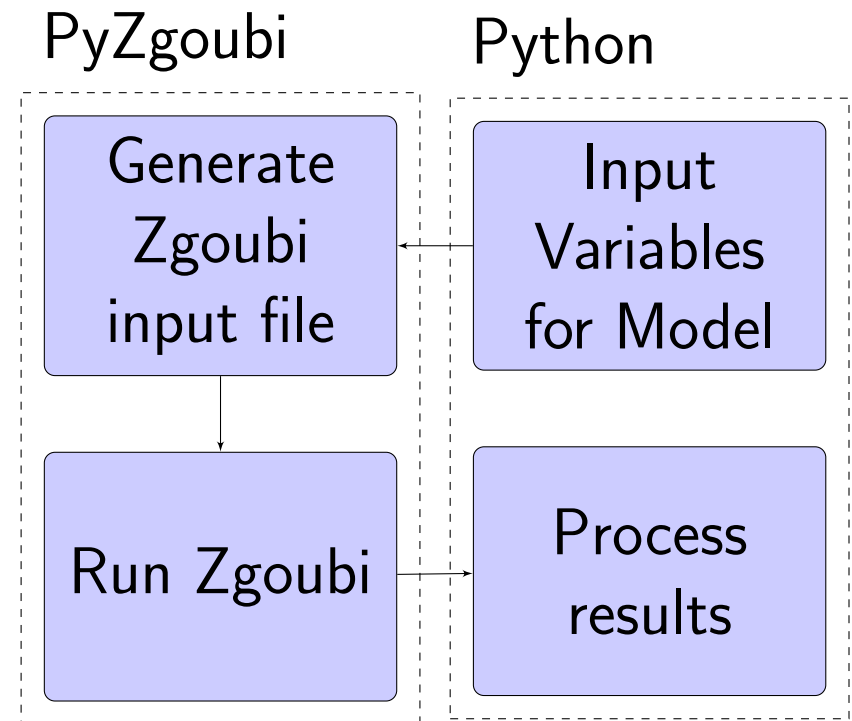 PyZgoubi
Python
Generate
Zgoubi
input file
Input
Variables
for Model
Run Zgoubi
Process
results